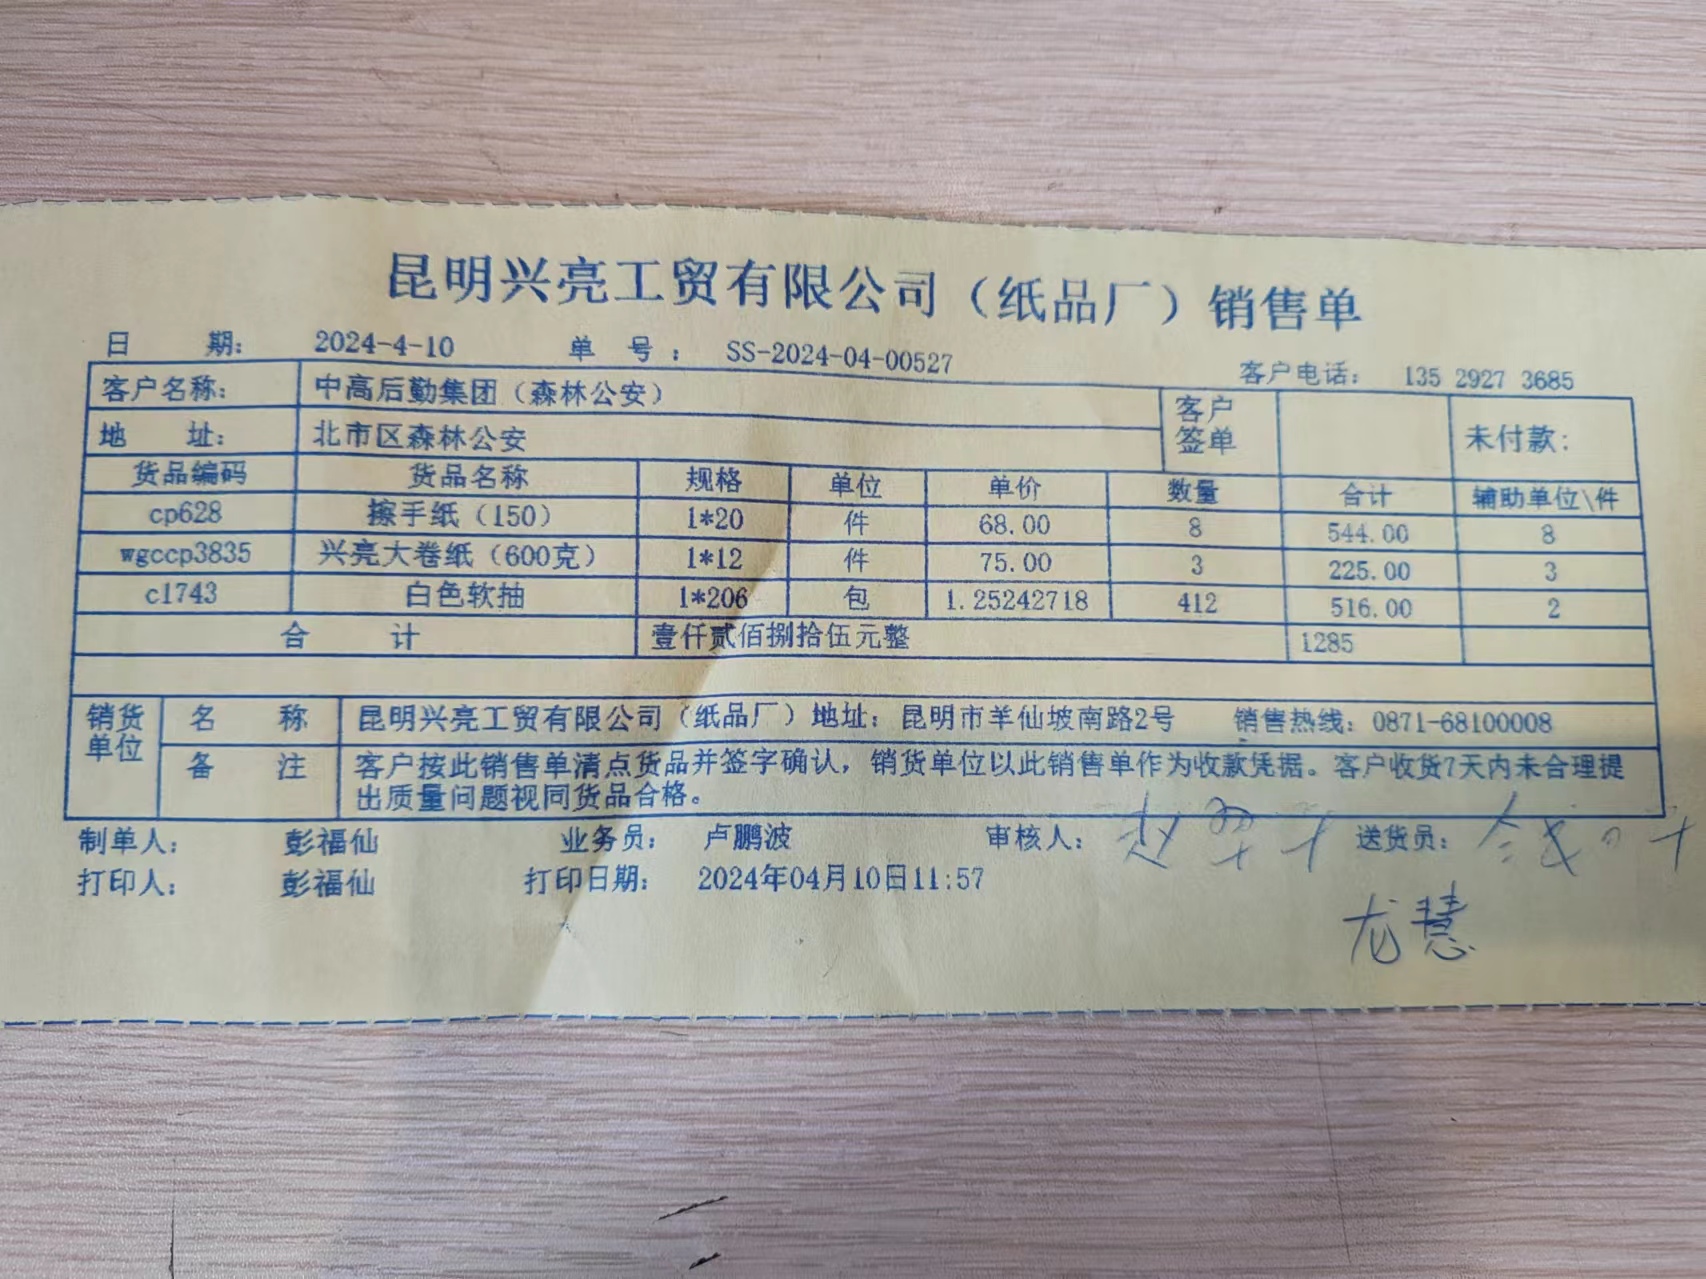 昆明兴亮工贸有限公司（纸品厂）销售单
日 期： 2024-4-10 单 号： SS-2024-04-00527 客户电话： 135 2927 3685
客户名称： 中高后勤集团（森林公安） 客户签单 未付款：
地 址： 北市区森林公安
货品编码 货品名称 规格 单位 单价 数量 合计 辅助单位\件
cp628 擦手纸（150） 1*20 件 68.00 8 544.00 8
wgccp3835 兴亮大卷纸（600克） 1*12 件 75.00 3 225.00 3
c1743 白色软抽 1*206 包 1.25242718 412 516.00 2
合 计 壹仟贰佰捌拾伍元整 1285
销货单位 名 称 昆明兴亮工贸有限公司（纸品厂）地址：昆明市羊仙坡南路2号 销售热线：0871-68100008
备 注 客户按此销售单清点货品并签字确认，销货单位以此销售单作为收款凭据。客户收货7天内未合理提
出质量问题视同货品合格。
制单人： 彭福仙 业务员： 卢鹏波 审核人： 送货员：
打印人： 彭福仙 打印日期： 2024年04月10日11:57
龙慧